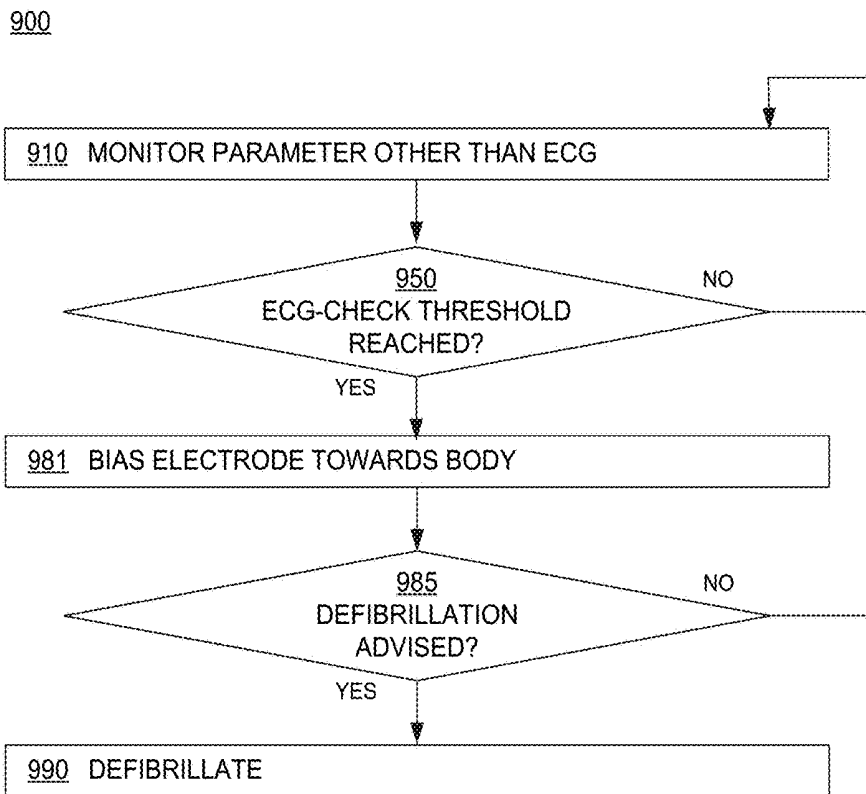 900
910 MONITOR PARAMETER OTHER THAN ECG
950
NO
ECG-CHECK THRESHOLD
REACHED?
YES
981 BIAS ELECTRODE TOWARDS BODY
985
NO
DEFIBRILLATION
ADVISED?
YES
990 DEFIBRILLATE